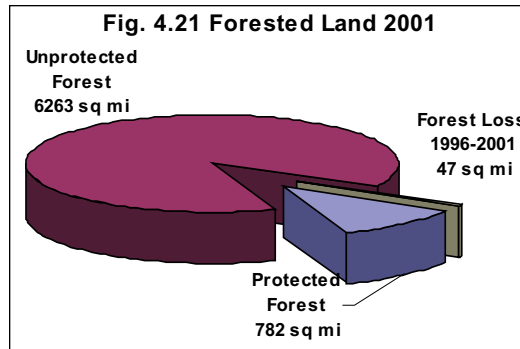 Fig. 4.21 Forested Land 2001
Unprotected
Forest
6263 sq mi
Forest Loss
1996-2001
47 sq mi
Protected
Forest
782 sq mi